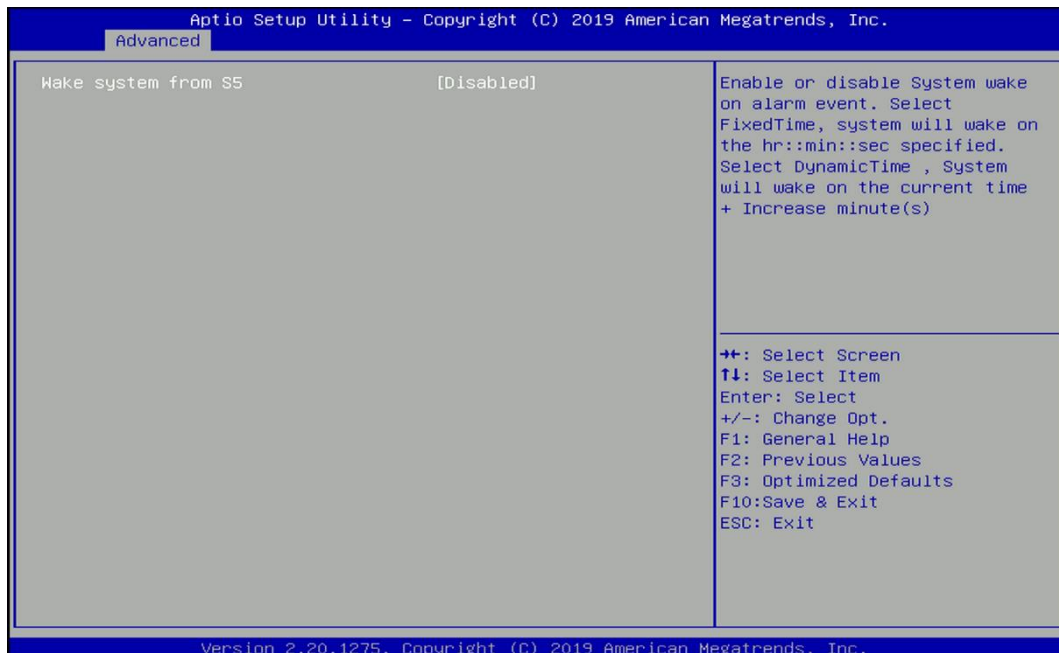 Aptio Setup Utility – Copyright (C) 2019 American Megatrends, Inc.
Advanced
Wake system from S5 [Disabled]
Enable or disable System wake
on alarm event. Select
FixedTime, system will wake on
the hr::min::sec specified.
Select DynamicTime , System
will wake on the current time
+ Increase minute(s)
→←: Select Screen
↑↓: Select Item
Enter: Select
+/-: Change Opt.
F1: General Help
F2: Previous Values
F3: Optimized Defaults
F10:Save & Exit
ESC: Exit
Version 2.20.1275. Copyright (C) 2019 American Megatrends, Inc.